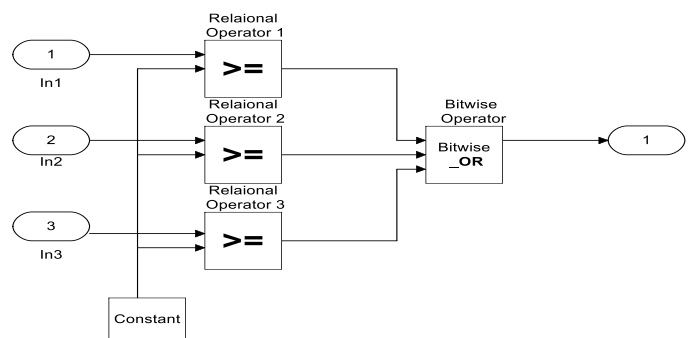 Relaional
Operator 1
1
>=
In1
Relaional
Operator 2
2
>=
In2
Bitwise
Operator
Bitwise
_OR
1
Relaional
Operator 3
3
>=
In3
Constant